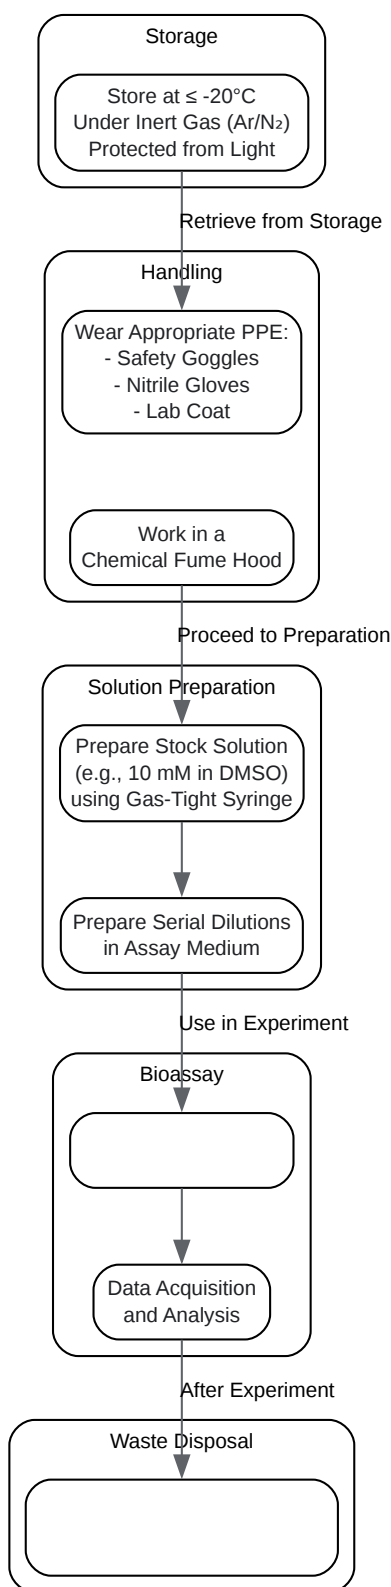 Storage
Store at ≤ -20°C
Under Inert Gas (Ar/N₂)
Protected from Light
Retrieve from Storage
Handling
Wear Appropriate PPE:
- Safety Goggles
- Nitrile Gloves
- Lab Coat
Work in a
Chemical Fume Hood
Proceed to Preparation
Solution Preparation
Prepare Stock Solution
(e.g., 10 mM in DMSO)
using Gas-Tight Syringe
Prepare Serial Dilutions
in Assay Medium
Use in Experiment
Bioassay
Data Acquisition
and Analysis
After Experiment
Waste Disposal